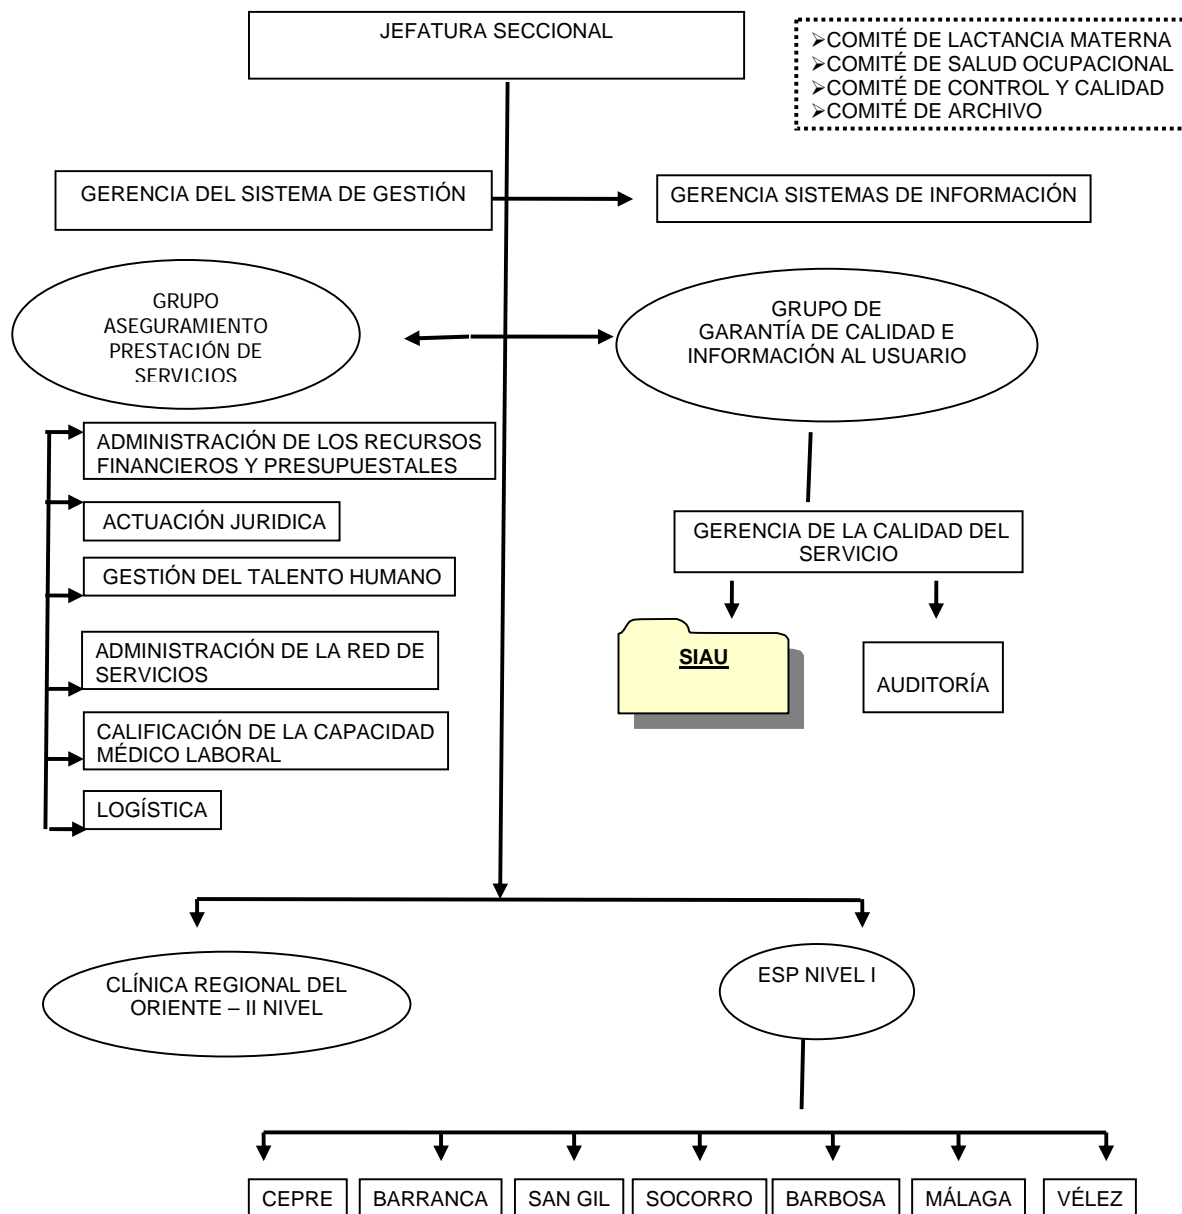 JEFATURA SECCIONAL
➢COMITÉ DE LACTANCIA MATERNA
➢COMITÉ DE SALUD OCUPACIONAL
➢COMITÉ DE CONTROL Y CALIDAD
➢COMITÉ DE ARCHIVO
GERENCIA DEL SISTEMA DE GESTIÓN
GERENCIA SISTEMAS DE INFORMACIÓN
GRUPO
ASEGURAMIENTO
PRESTACIÓN DE
SERVICIOS
GRUPO DE
GARANTÍA DE CALIDAD E
INFORMACIÓN AL USUARIO
ADMINISTRACIÓN DE LOS RECURSOS
FINANCIEROS Y PRESUPUESTALES
ACTUACIÓN JURIDICA
GESTIÓN DEL TALENTO HUMANO
ADMINISTRACIÓN DE LA RED DE
SERVICIOS
CALIFICACIÓN DE LA CAPACIDAD
MÉDICO LABORAL
LOGÍSTICA
GERENCIA DE LA CALIDAD DEL
SERVICIO
SIAU
AUDITORÍA
CLÍNICA REGIONAL DEL
ORIENTE – II NIVEL
ESP NIVEL I
CEPRE
BARRANCA
SAN GIL
SOCORRO
BARBOSA
MÁLAGA
VÉLEZ